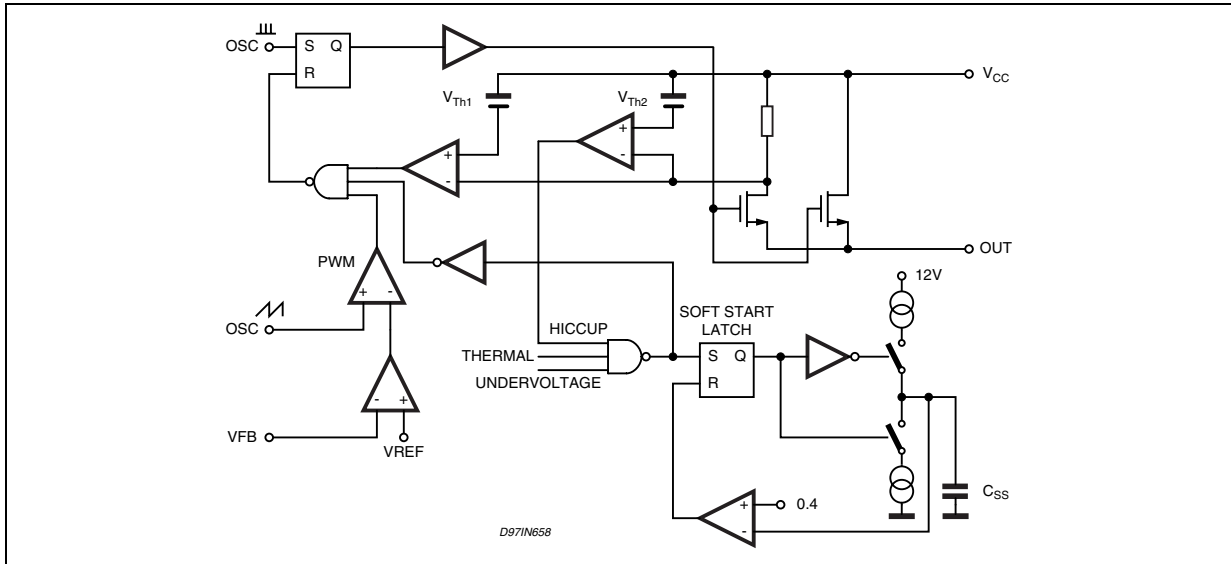 OSC
S Q
R
V_CC
V_Th1
V_Th2
+
-
+
-
OUT
PWM
+ -
12V
OSC
SOFT START
LATCH
HICCUP
THERMAL
UNDERVOLTAGE
S Q
R
- +
VFB
VREF
C_SS
+
-
0.4
D97IN658